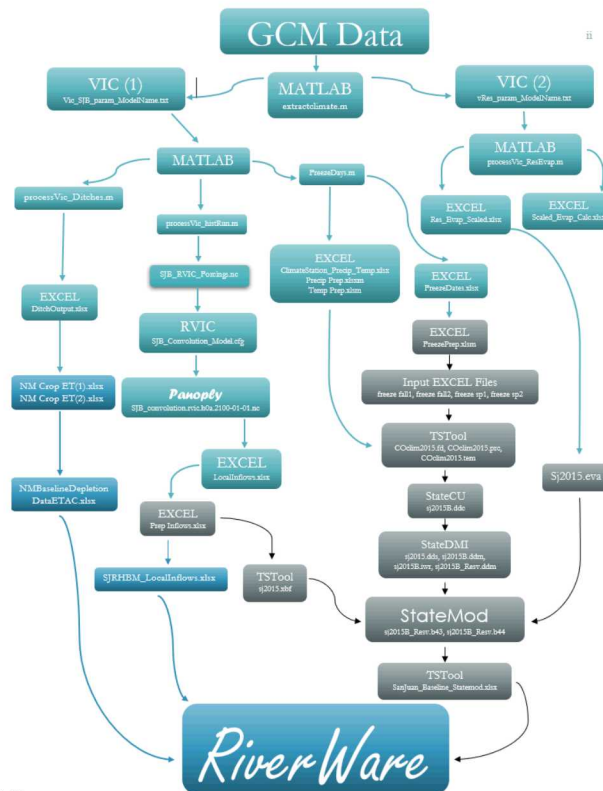 GCM Data
ii
VIC (1)
Vic_SJB_param_ModelName.txt
MATLAB
extractclimate.m
VIC (2)
vRes_param_ModelName.txt
MATLAB
processVic_ResEvap.m
MATLAB
FreezeDays.m
processVic_Ditches.m
processVic_histRun.m
EXCEL
Res_Evap_Scaled.xlsx
EXCEL
Scaled_Evap_Calc.xlsx
EXCEL
ClimateStation_Precip_Temp.xlsx
Precip Prep.xlsm
Temp Prep.xlsm
SJB_RVIC_Pourings.nc
EXCEL
FreezeDates.xlsx
EXCEL
DitchOutput.xlsx
RVIC
SJB_Convolution_Model.cfg
EXCEL
FreezePrep.xlsm
NM Crop ET(1).xlsx
NM Crop ET(2).xlsx
Panoply
SJB_convolution.rvic.h0a.2100-01-01.nc
Input EXCEL Files
freeze fall1, freeze fall2, freeze sp1, freeze sp2
TSTool
COclim2015.fd, COclim2015.prc,
COclim2015.tem
EXCEL
LocalInflows.xlsx
Sj2015.eva
NMBaselineDepletion
DataETAC.xlsx
StateCU
sj2015B.ddc
EXCEL
Prep Inflows.xlsx
StateDMI
sj2015.dds, sj2015B.ddm,
sj2015B.iwr, sj2015B_Resv.ddm
SJRHBM_LocalInflows.xlsx
TSTool
sj2015.xbf
StateMod
sj2015B_Resv.b43, sj2015B_Resv.b44
TSTool
SanJuan_Baseline_Statemod.xlsx
RiverWare